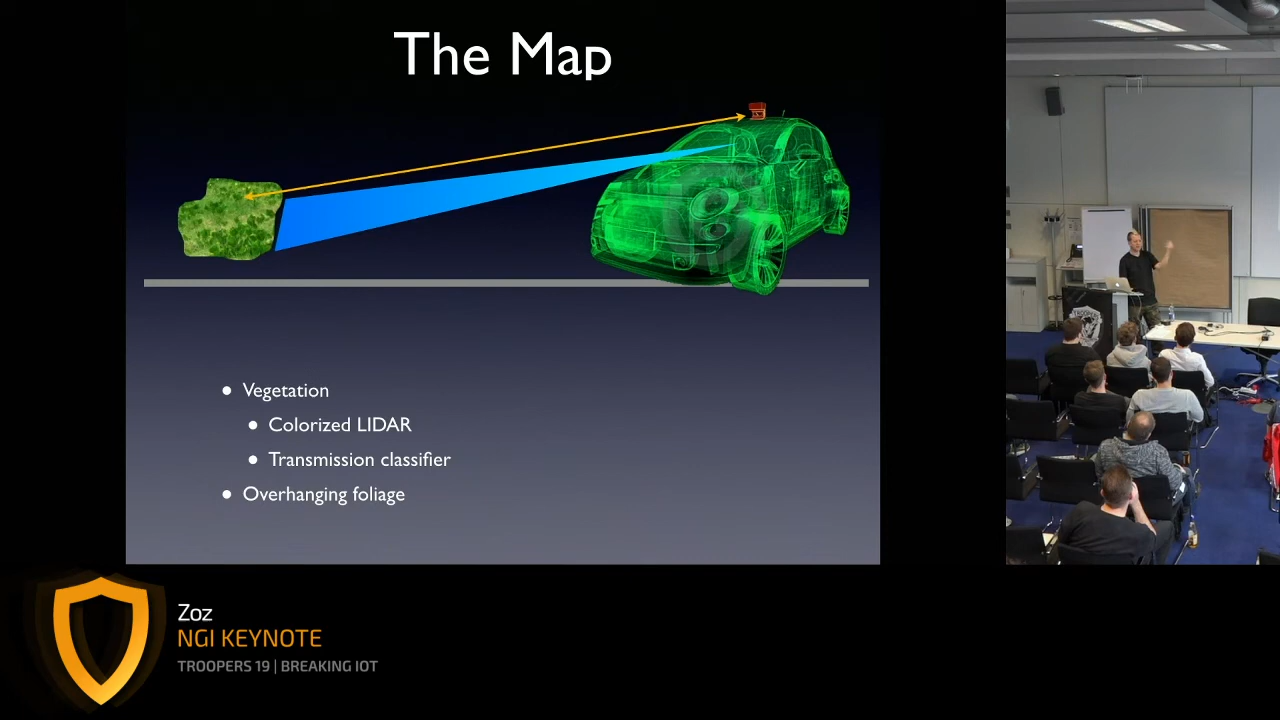 The Map
● Vegetation
● Colorized LIDAR
● Transmission classifier
● Overhanging foliage
Zoz
NGI KEYNOTE
TROOPERS 19 | BREAKING IOT